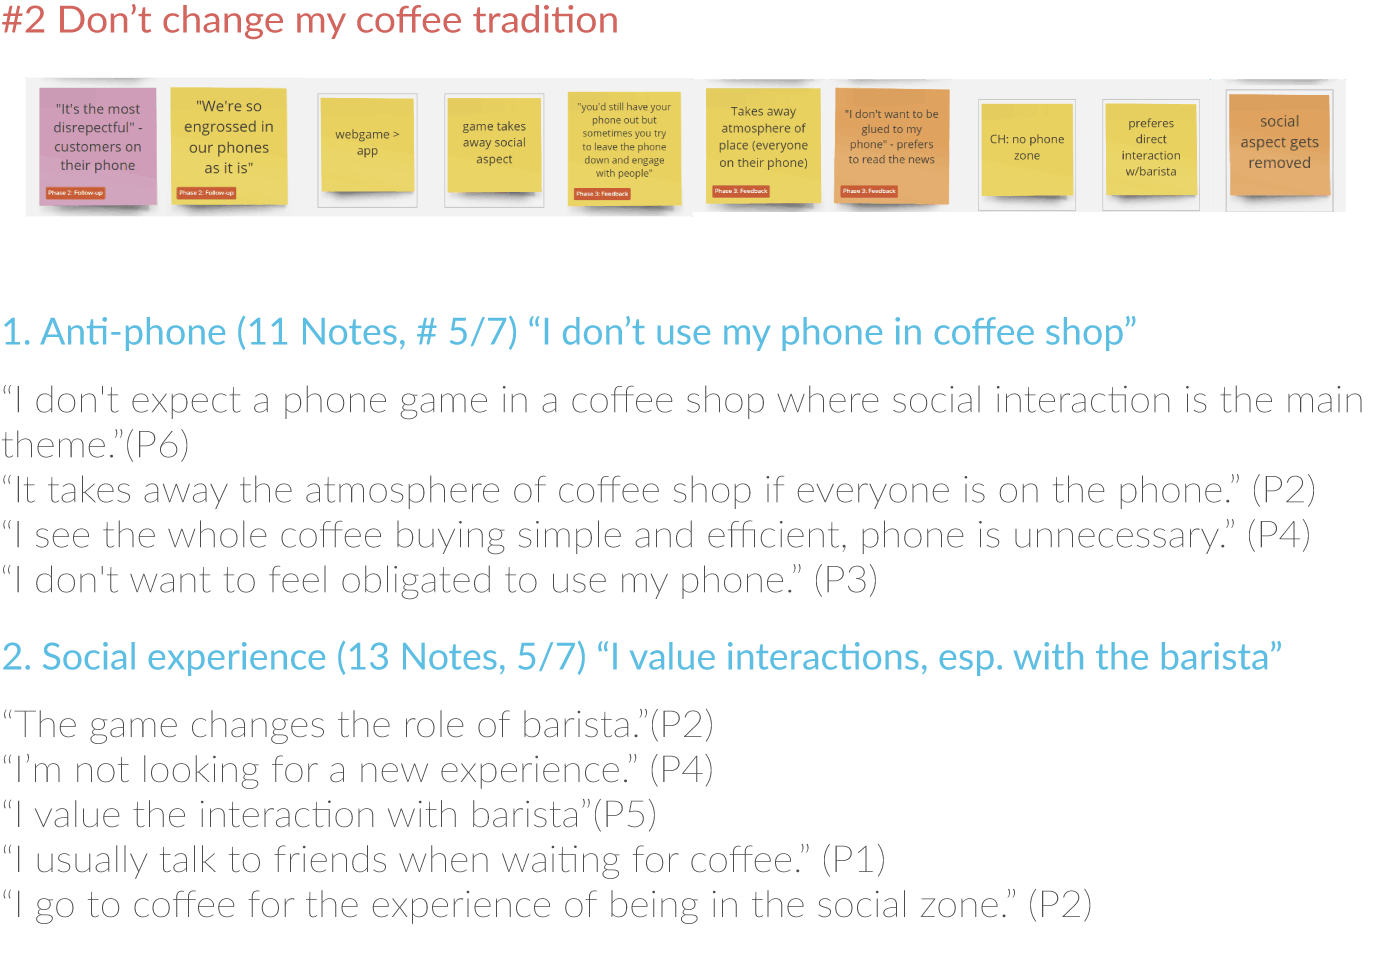 #2 Don’t change my coffee tradition
"It's the most
disrepectful" -
customers on
their phone
Phase 2: Follow-up
"We're so
engrossed in
our phones
as it is"
Phase 2: Follow-up
webgame >
app
game takes
away social
aspect
"you'd still have your
phone out but
sometimes you try
to leave the phone
down and engage
with people"
Phase 3: Feedback
Takes away
atmosphere of
place (everyone
on their phone)
Phase 3: Feedback
"I don't want to be
glued to my
phone" - prefers
to read the news
Phase 3: Feedback
CH: no phone
zone
preferes
direct
interaction
w/barista
social
aspect gets
removed
1. Anti-phone (11 Notes, # 5/7) “I don’t use my phone in coffee shop”
“I don't expect a phone game in a coffee shop where social interaction is the main
theme.”(P6)
“It takes away the atmosphere of coffee shop if everyone is on the phone.” (P2)
“I see the whole coffee buying simple and efficient, phone is unnecessary.” (P4)
“I don't want to feel obligated to use my phone.” (P3)
2. Social experience (13 Notes, 5/7) “I value interactions, esp. with the barista”
“The game changes the role of barista.”(P2)
“I’m not looking for a new experience.” (P4)
“I value the interaction with barista”(P5)
“I usually talk to friends when waiting for coffee.” (P1)
“I go to coffee for the experience of being in the social zone.” (P2)